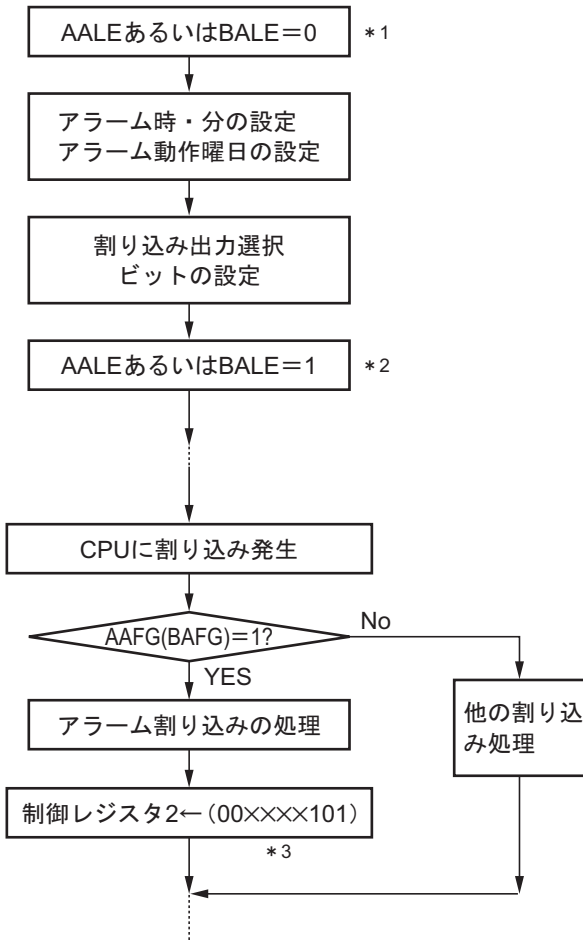 AALEあるいはBALE＝0
*1
アラーム時・分の設定
アラーム動作曜日の設定
割り込み出力選択
ビットの設定
AALEあるいはBALE＝1
*2
CPUに割り込み発生
AAFG(BAFG)＝1?
No
YES
アラーム割り込みの処理
他の割り込
み処理
制御レジスタ2←(00××××101)
*3